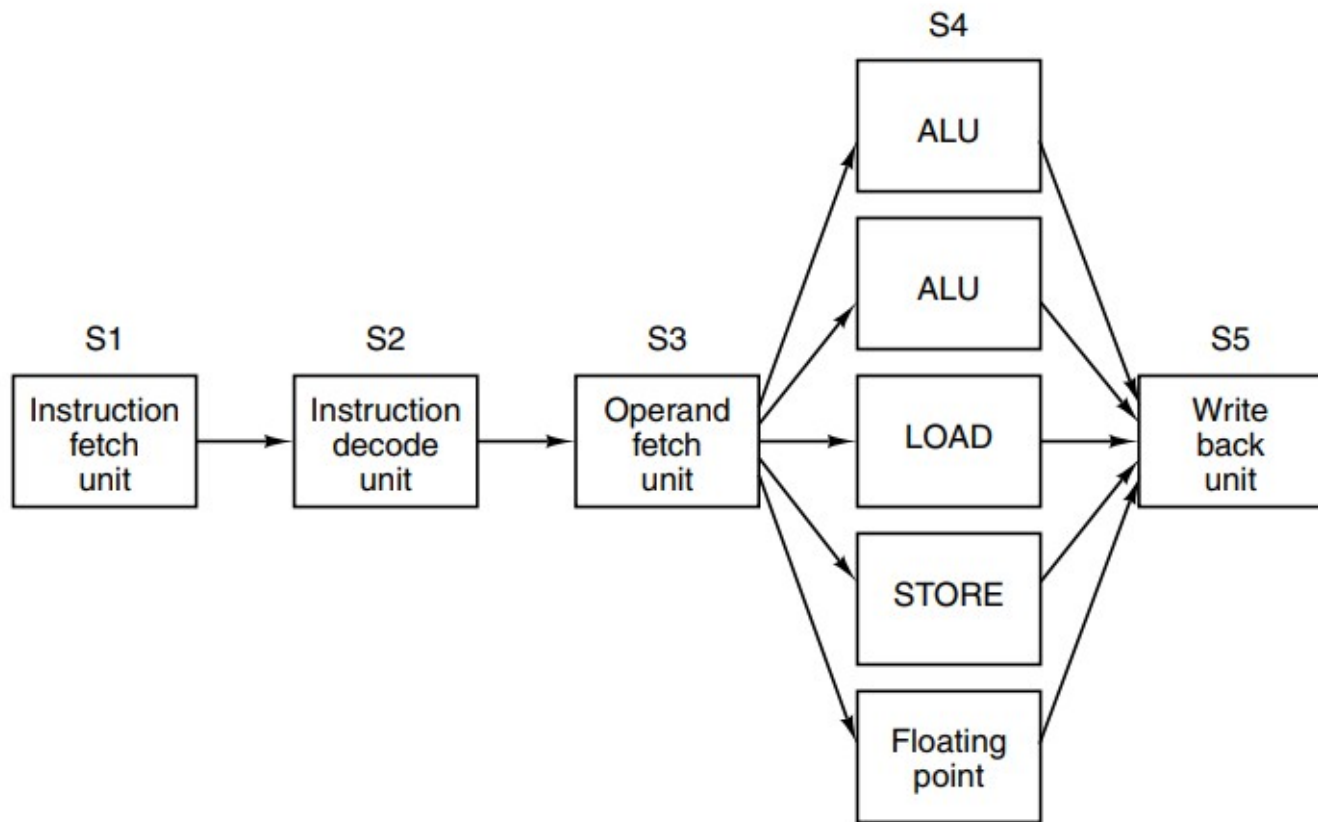 S4
ALU
ALU
S1
S2
S3
S5
Instruction
fetch
unit
Instruction
decode
unit
Operand
fetch
unit
LOAD
Write
back
unit
STORE
Floating
point